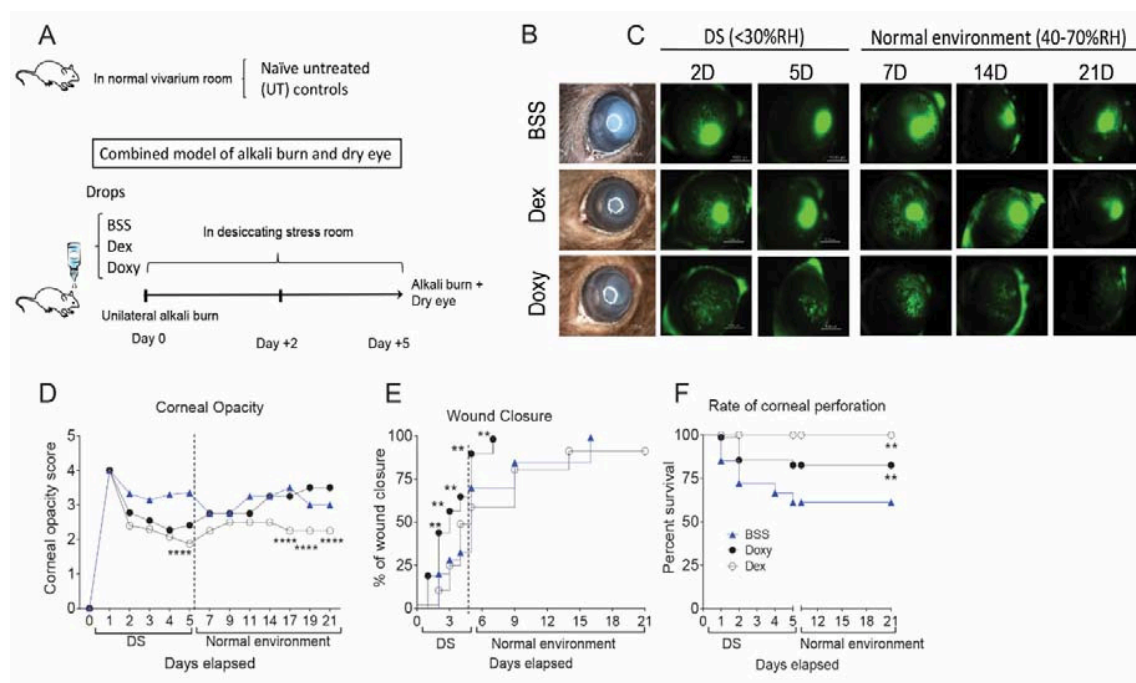 A
In normal vivarium room
Naïve untreated
(UT) controls
Combined model of alkali burn and dry eye
Drops
BSS
Dex
Doxy
In desiccating stress room
Unilateral alkali burn
Alkali burn +
Dry eye
Day 0
Day +2
Day +5
B
C
DS (<30%RH)
Normal environment (40-70%RH)
2D
5D
7D
14D
21D
BSS
Dex
Doxy
D
Corneal Opacity
Corneal opacity score
5
4
3
2
1
0
****
****
****
****
0 1 2 3 4 5 7 9 11 14 17 19 21
DS
Normal environment
Days elapsed
E
Wound Closure
% of wound closure
100
75
50
25
0
**
**
**
**
**
**
0 3 6 9 12 15 18 21
DS
Normal environment
Days elapsed
F
Rate of corneal perforation
Percent survival
100
75
50
25
0
**
**
BSS
Doxy
Dex
0 1 2 3 4 5 12 15 18 21
DS
Normal environment
Days elapsed